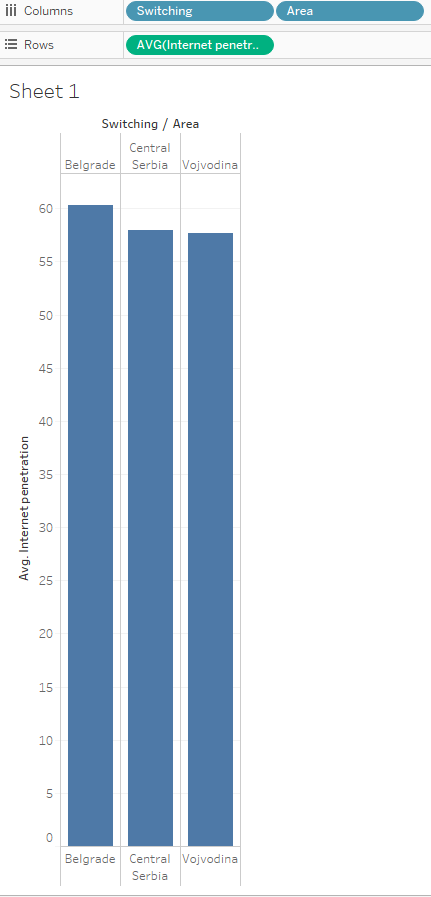 Columns Switching Area
Rows AVG(Internet penetr..
Sheet 1
Switching / Area
Belgrade Central Serbia Vojvodina
60
55
50
45
40
35
30
25
20
15
10
5
0
Avg. Internet penetration
Belgrade Central Serbia Vojvodina